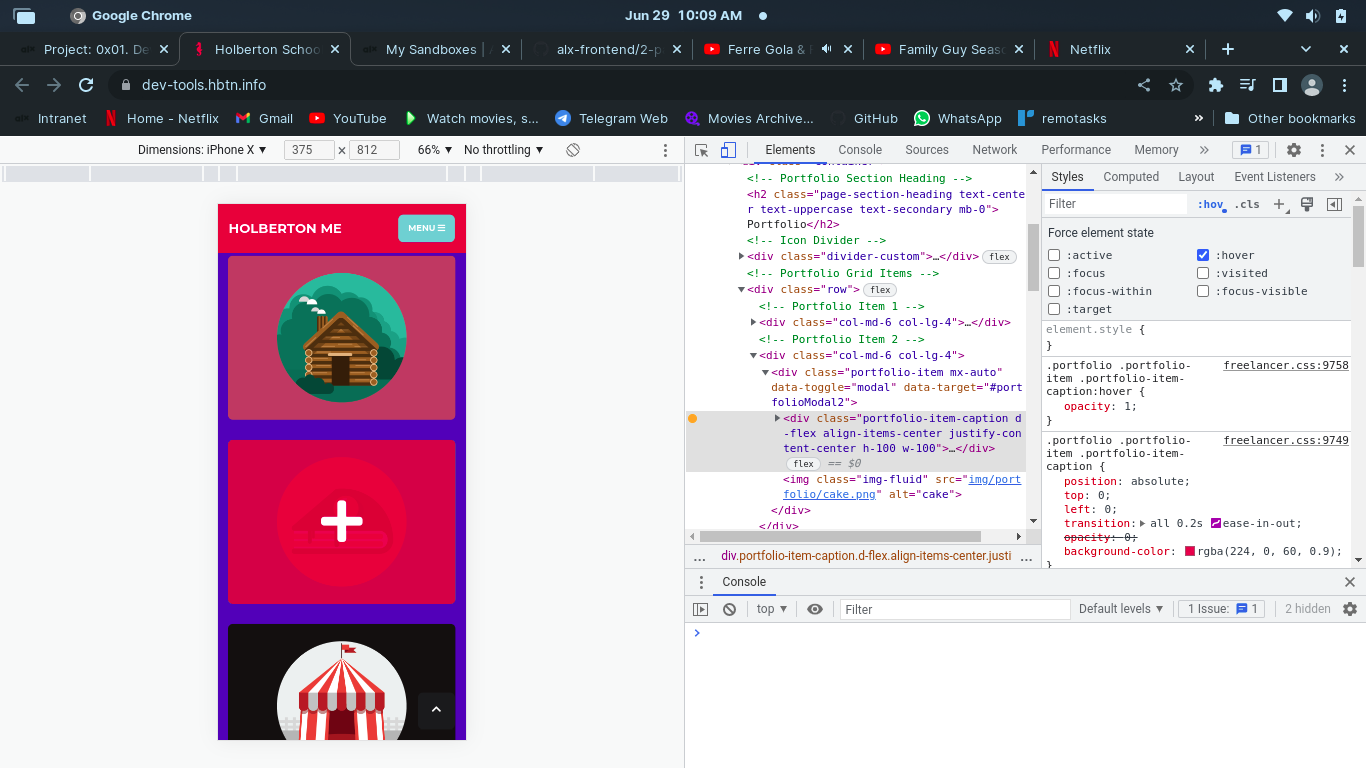 Google Chrome
Jun 29 10:09 AM
Project: 0x01. De
Holberton Schoo
My Sandboxes |
alx-frontend/2-p
Ferre Gola &
Family Guy Seas
Netflix
dev-tools.hbtn.info
Intranet
Home - Netflix
Gmail
YouTube
Watch movies, s...
Telegram Web
Movies Archive...
GitHub
WhatsApp
remotasks
»
Other bookmarks
Dimensions: iPhone X ▼ 375 × 812 66% ▼ No throttling ▼
Elements Console Sources Network Performance Memory » 1
HOLBERTON ME
MENU
<!-- Portfolio Section Heading -->
<h2 class="page-section-heading text-cente
r text-uppercase text-secondary mb-0">
Portfolio</h2>
<!-- Icon Divider -->
<div class="divider-custom">…</div> flex
<!-- Portfolio Grid Items -->
<div class="row"> flex
<!-- Portfolio Item 1 -->
<div class="col-md-6 col-lg-4">…</div>
<!-- Portfolio Item 2 -->
<div class="col-md-6 col-lg-4">
<div class="portfolio-item mx-auto"
data-toggle="modal" data-target="#port
folioModal2">
<div class="portfolio-item-caption d
-flex align-items-center justify-con
tent-center h-100 w-100">…</div>
flex == $0
<img class="img-fluid" src="img/port
folio/cake.png" alt="cake">
</div>
</div>
... div.portfolio-item-caption.d-flex.align-items-center.justi ...
Styles Computed Layout Event Listeners »
Filter :hov .cls
Force element state
:active :hover
:focus :visited
:focus-within :focus-visible
:target
element.style {
}
.portfolio .portfolio- freelancer.css:9758
item .portfolio-item-
caption:hover {
opacity: 1;
}
.portfolio .portfolio- freelancer.css:9749
item .portfolio-item-
caption {
position: absolute;
top: 0;
left: 0;
transition: all 0.2s ease-in-out;
opacity: 0;
background-color: rgba(224, 0, 60, 0.9);
}
Console
top ▼ Filter Default levels ▼ 1 Issue: 1 2 hidden